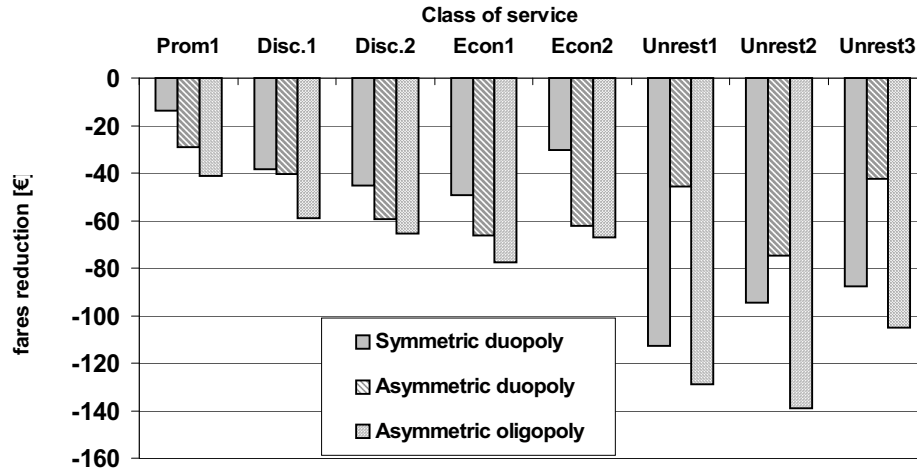 Class of service
Prom1 Disc.1 Disc.2 Econ1 Econ2 Unrest1 Unrest2 Unrest3
0
-20
-40
-60
-80
-100
-120
-140
-160
fares reduction [€]
Symmetric duopoly
Asymmetric duopoly
Asymmetric oligopoly